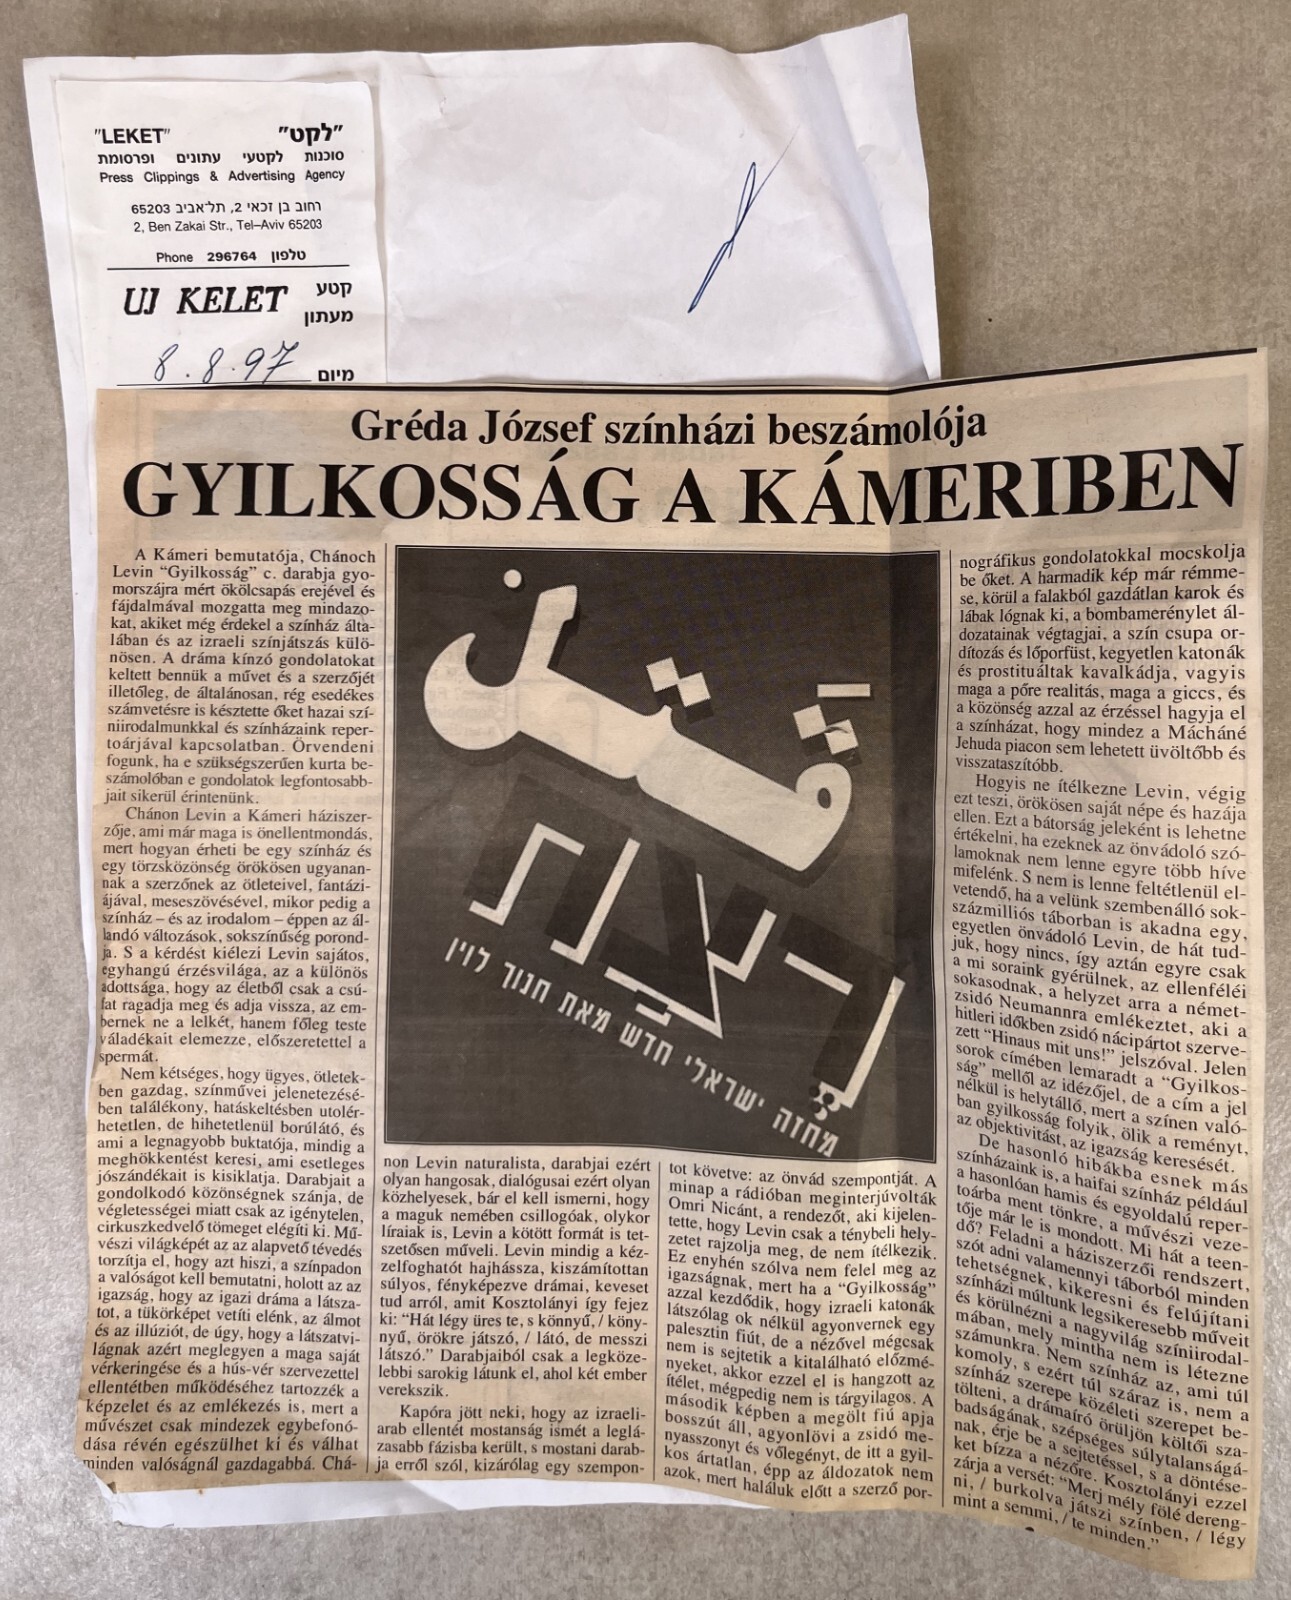 "LEKET" "לקט"
סוכנות לקטעי עתונים ופרסומת
Press Clippings & Advertising Agency
רחוב בן זכאי 2, תל־אביב 65203
2, Ben Zakai Str., Tel–Aviv 65203
Phone 296764 טלפון
UJ KELET קטע
מעתון
8.8.97 מיום
Gréda József színházi beszámolója
GYILKOSSÁG A KÁMERIBEN
A Kámeri bemutatója, Chánoch
Levin "Gyilkosság" c. darabja gyo-
morszájra mért ökölcsapás erejével és
fájdalmával mozgatta meg mindazo-
kat, akiket még érdekel a színház álta-
lában és az izraeli színjátszás külö-
nösen. A dráma kínzó gondolatokat
keltett bennük a művet és a szerzőjét
illetőleg, de általánosan, rég esedékes
számvetésre is késztette őket hazai szí-
niirodalmunkkal és színházaink reper-
toárjával kapcsolatban. Örvendeni
fogunk, ha e szükségszerűen kurta be-
számolóban e gondolatok legfontosabb-
jait sikerül érintenünk.
Chánon Levin a Kámeri háziszer-
zője, ami már maga is önellentmondás,
mert hogyan érheti be egy színház és
egy törzsközönség örökösen ugyanan-
nak a szerzőnek az ötleteivel, fantázi-
ájával, meseszövésével, mikor pedig a
színház – és az irodalom – éppen az ál-
landó változások, sokszínűség porond-
ja. S a kérdést kiélezi Levin sajátos,
egyhangú érzésvilága, az a különös
adottsága, hogy az életből csak a csú-
fat ragadja meg és adja vissza, az em-
bernek ne a lelkét, hanem főleg teste
váladékait elemezze, előszeretettel a
spermát.
Nem kétséges, hogy ügyes, ötletek-
ben gazdag, színművei jelenetezésé-
ben találékony, hatáskeltésben utolér-
hetetlen, de hihetetlenül borúlátó, és
ami a legnagyobb buktatója, mindig a
meghökkentést keresi, ami esetleges
jószándékait is kisiklatja. Darabjait a
gondolkodó közönségnek szánja, de
végletességei miatt csak az igénytelen,
cirkuszkedvelő tömeget elégíti ki. Mű-
vészi világképét az az alapvető tévedés
torzítja el, hogy azt hiszi, a színpadon
a valóságot kell bemutatni, holott az az
igazság, hogy az igazi dráma a látsza-
tot, a tükörképet vetíti elénk, az álmot
és az illúziót, de úgy, hogy a látszatvi-
lágnak azért meglegyen a maga saját
vérkeringése és a hús-vér szervezettel
ellentétben működéséhez tartozzék a
képzelet és az emlékezés is, mert a
művészet csak mindezek egybefonó-
dása révén egészülhet ki és válhat
minden valóságnál gazdagabbá. Chá-
קטל
רצח
מחזה ישראלי חדש מאת חנוך לוין
non Levin naturalista, darabjai ezért
olyan hangosak, dialógusai ezért olyan
közhelyesek, bár el kell ismerni, hogy
a maguk nemében csillogóak, olykor
líraiak is, Levin a kötött formát is tet-
szetősen műveli. Levin mindig a kéz-
zelfoghatót hajhássza, kiszámítottan
súlyos, fényképezve drámai, keveset
tud arról, amit Kosztolányi így fejez
ki: "Hát légy üres te, s könnyű, / köny-
nyű, örökre játszó, / látó, de messzi
látszó." Darabjaiból csak a legköze-
lebbi sarokig látunk el, ahol két ember
verekszik.
Kapóra jött neki, hogy az izraeli-
arab ellentét mostanság ismét a leglá-
zasabb fázisba került, s mostani darab-
ja erről szól, kizárólag egy szempon-
tot követve: az önvád szempontját. A
minap a rádióban meginterjúvolták
Omri Nicánt, a rendezőt, aki kijelen-
tette, hogy Levin csak a ténybeli hely-
zetet rajzolja meg, de nem ítélkezik.
Ez enyhén szólva nem felel meg az
igazságnak, mert ha a "Gyilkosság"
azzal kezdődik, hogy izraeli katonák
látszólag ok nélkül agyonvernek egy
palesztin fiút, de a nézővel mégcsak
nem is sejtetik a kitalálható előzmé-
nyeket, akkor ezzel el is hangzott az
ítélet, mégpedig nem is tárgyilagos. A
második képben a megölt fiú apja
bosszút áll, agyonlövi a zsidó me-
nyasszonyt és vőlegényt, de itt a gyil-
kos ártatlan, épp az áldozatok nem
azok, mert haláluk előtt a szerző por-
nográfikus gondolatokkal mocskolja
be őket. A harmadik kép már rémme-
se, körül a falakból gazdátlan karok és
lábak lógnak ki, a bombamerénylet ál-
dozatainak végtagjai, a szín csupa or-
dítozás és lőporfüst, kegyetlen katonák
és prostituáltak kavalkádja, vagyis
maga a pőre realitás, maga a giccs, és
a közönség azzal az érzéssel hagyja el
a színházat, hogy mindez a Mácháné
Jehuda piacon sem lehetett üvöltőbb és
visszataszítóbb.
Hogyis ne ítélkezne Levin, végig
ezt teszi, örökösen saját népe és hazája
ellen. Ezt a bátorság jeleként is lehetne
értékelni, ha ezeknek az önvádoló szó-
lamoknak nem lenne egyre több híve
mifelénk. S nem is lenne feltétlenül el-
vetendő, ha a velünk szembenálló sok-
százmilliós táborban is akadna egy,
egyetlen önvádoló Levin, de hát tud-
juk, hogy nincs, így aztán egyre csak
a mi soraink gyérülnek, az ellenféléi
sokasodnak, a helyzet arra a német-
zsidó Neumannra emlékeztet, aki a
hitleri időkben zsidó nácipártot szerve-
zett "Hinaus mit uns!" jelszóval. Jelen
sorok címében lemaradt a "Gyilkos-
ság" mellől az idézőjel, de a cím a jel
nélkül is helytálló, mert a színen való-
ban gyilkosság folyik, ölik a reményt,
az objektivitást, az igazság keresését.
De hasonló hibákba esnek más
színházaink is, a haifai színház például
a hasonlóan hamis és egyoldalú reper-
toárba ment tönkre, a művészi veze-
tője már le is mondott. Mi hát a teen-
dő? Feladni a háziszerzői rendszert,
szót adni valamennyi táborból minden
tehetségnek, kikeresni és felújítani
színházi múltunk legsikeresebb műveit
és körülnézni a nagyvilág színiirodal-
mában, mely mintha nem is létezne
számunkra. Nem színház az, ami túl
komoly, s ezért túl száraz is, nem a
színház szerepe közéleti szerepet be-
tölteni, a drámaíró örüljön költői sza-
badságának, szépséges súlytalanságá-
nak, érje be a sejtetéssel, s a döntése-
ket bízza a nézőre. Kosztolányi ezzel
zárja a versét: "Merj mély fölé dereng-
ni, / burkolva játszi színben, / légy
mint a semmi, / te minden."